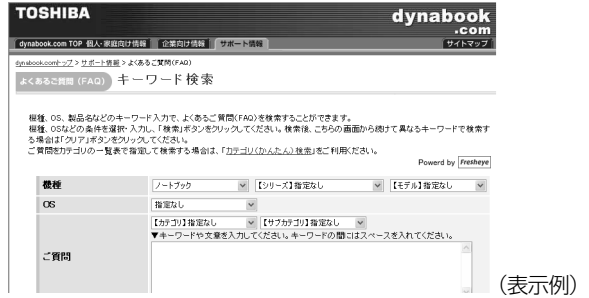 TOSHIBA
dynabook
.com
dynabook.com TOP 個人・家庭向け情報 企業向け情報 サポート情報 サイトマップ
dynabook.comトップ > サポート情報 > よくあるご質問(FAQ)
よくあるご質問 (FAQ) キーワード検索
機種、OS、製品名などのキーワード入力で、よくあるご質問(FAQ)を検索することができます。
機種、OSなどの条件を選択・入力し、「検索」ボタンをクリックしてください。検索後、こちらの画面から続けて異なるキーワードで検索す
る場合は「クリア」ボタンをクリックしてください。
ご質問をカテゴリの一覧表で指定して検索する場合は、「カテゴリ(かんたん)検索」をご利用ください。
Powerd by Fresheye
機種 ノートブック 【シリーズ】指定なし 【モデル】指定なし
OS 指定なし
【カテゴリ】指定なし 【サブカテゴリ】指定なし
▼キーワードや文章を入力してください。キーワードの間にはスペースを入れてください。
ご質問
(表示例)